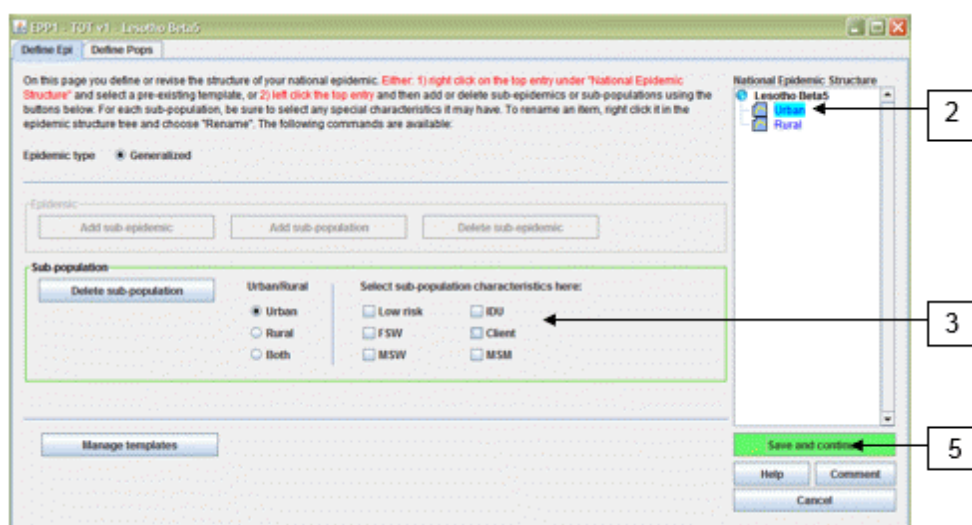 EPP1 - TOT v1 - Lesotho Beta5
Define Epi Define Pops
On this page you define or revise the structure of your national epidemic. Either: 1) right click on the top entry under "National Epidemic
Structure" and select a pre-existing template, or 2) left click the top entry and then add or delete sub-epidemics or sub-populations using the
buttons below. For each sub-population, be sure to select any special characteristics it may have. To rename an item, right click it in the
epidemic structure tree and choose "Rename". The following commands are available:
Epidemic type Generalized
Epidemic
Add sub-epidemic Add sub-population Delete sub-epidemic
Sub-population
Delete sub-population
Urban/Rural
Urban
Rural
Both
Select sub-population characteristics here:
Low risk IDU
FSW Client
MSW MSM
Manage templates
National Epidemic Structure
Lesotho Beta5
Urban
Rural
Save and continue
Help Comment
Cancel
2
3
5